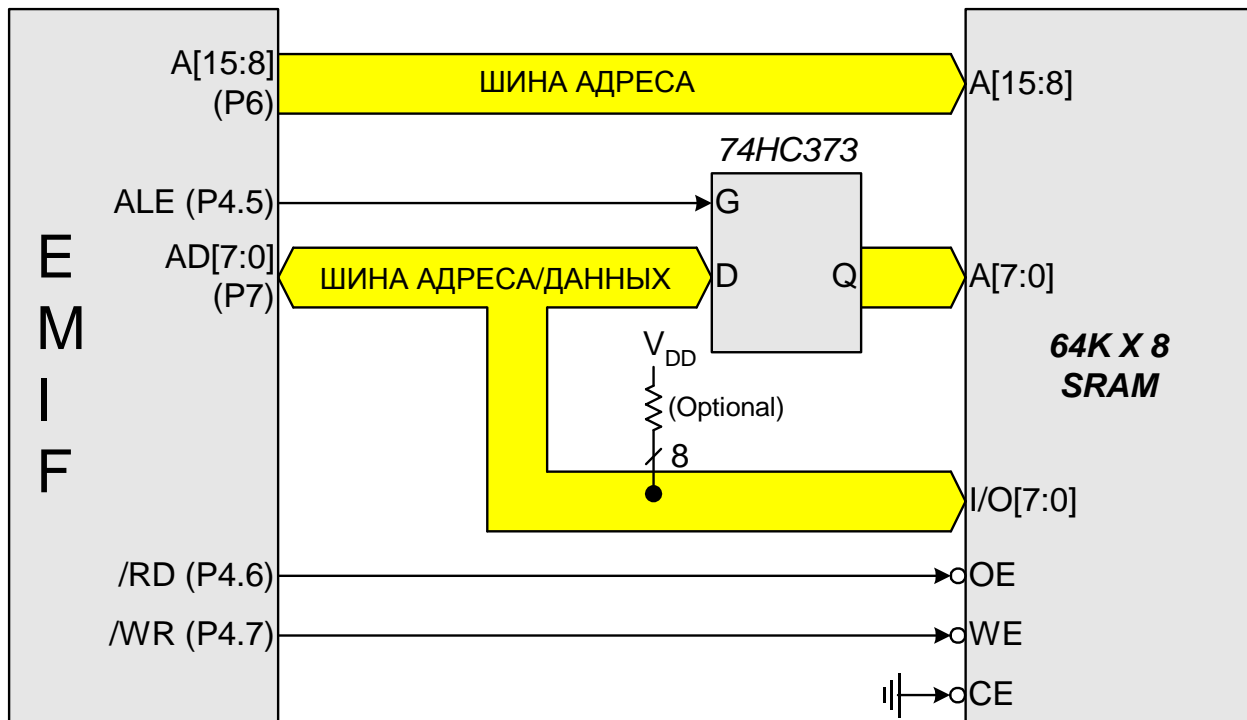 A[15:8]
(P6)
ШИНА АДРЕСА
A[15:8]
74HC373
ALE (P4.5)
G
AD[7:0]
(P7)
ШИНА АДРЕСА/ДАННЫХ
D
Q
A[7:0]
E
M
I
F
V DD
(Optional)
8
64K X 8
SRAM
I/O[7:0]
/RD (P4.6)
OE
/WR (P4.7)
WE
CE